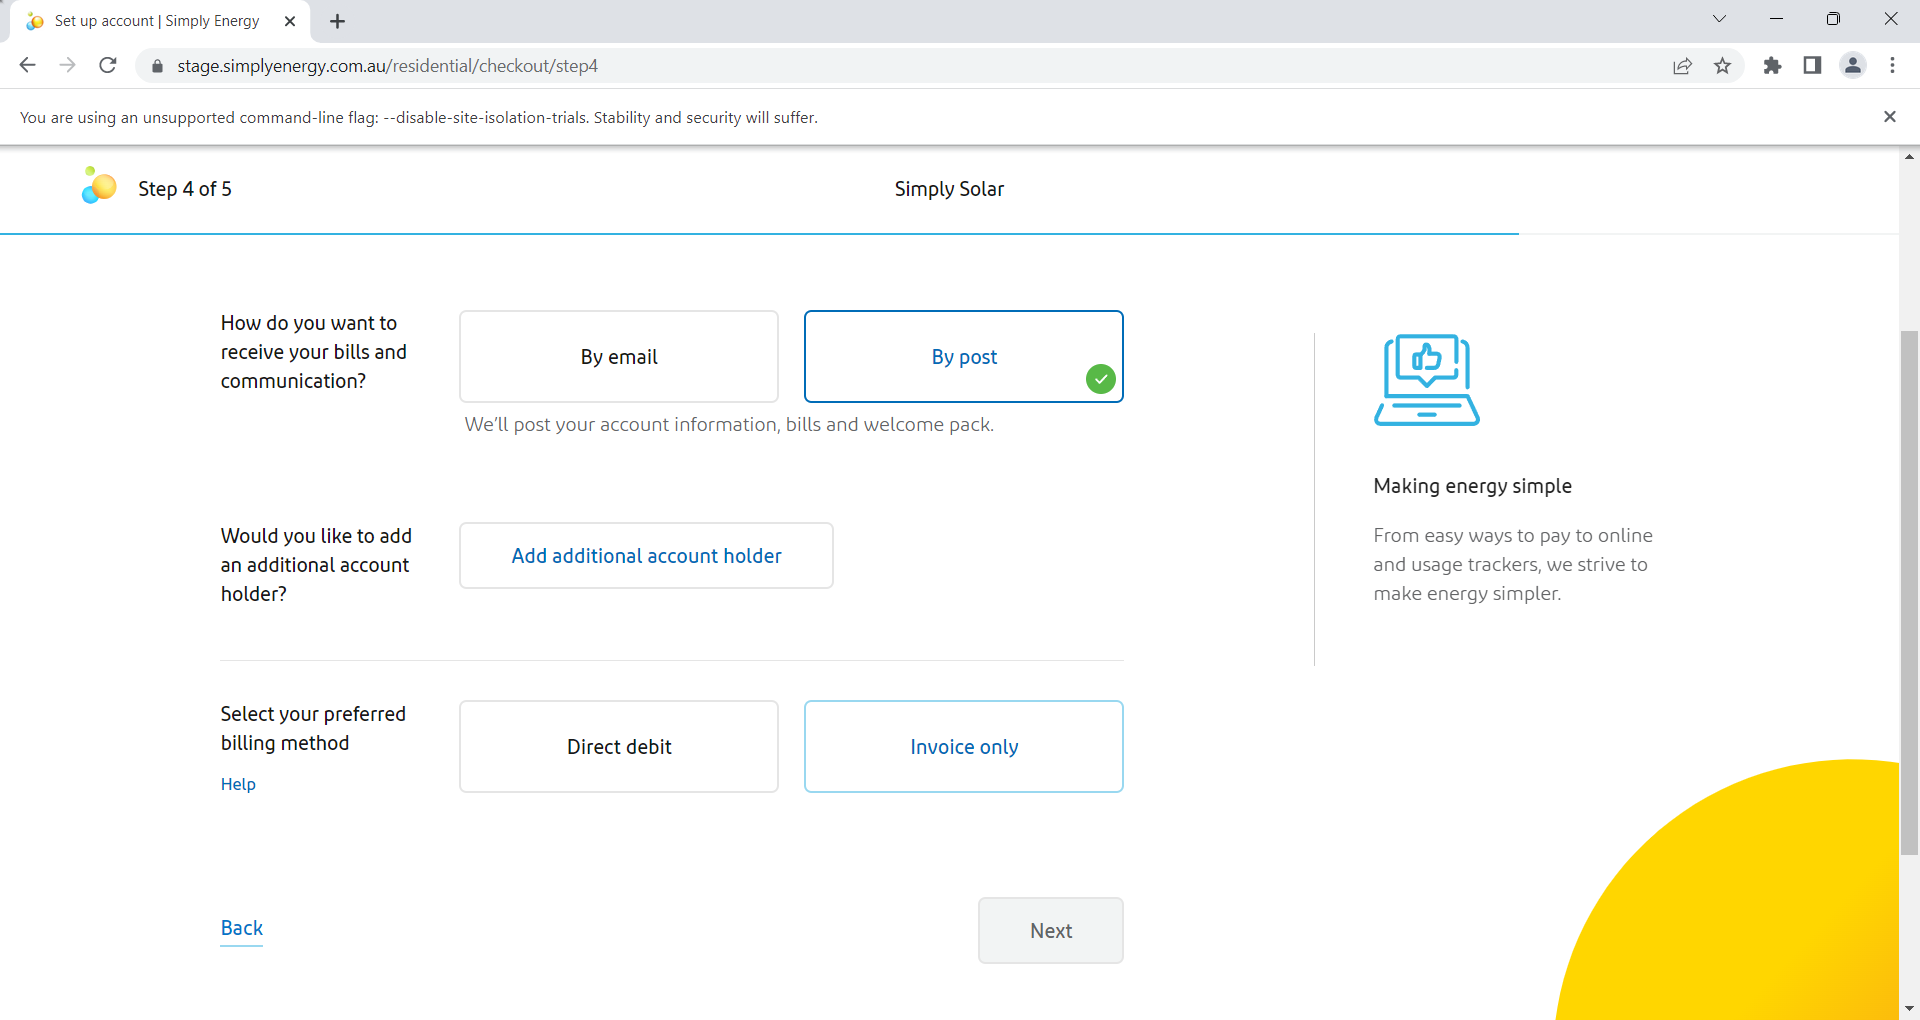 Set up account | Simply Energy
stage.simplyenergy.com.au/residential/checkout/step4
You are using an unsupported command-line flag: --disable-site-isolation-trials. Stability and security will suffer.
Step 4 of 5
Simply Solar
How do you want to
receive your bills and
communication?
By email
By post
We'll post your account information, bills and welcome pack.
Would you like to add
an additional account
holder?
Add additional account holder
Select your preferred
billing method
Help
Direct debit
Invoice only
Back
Next
Making energy simple
From easy ways to pay to online
and usage trackers, we strive to
make energy simpler.